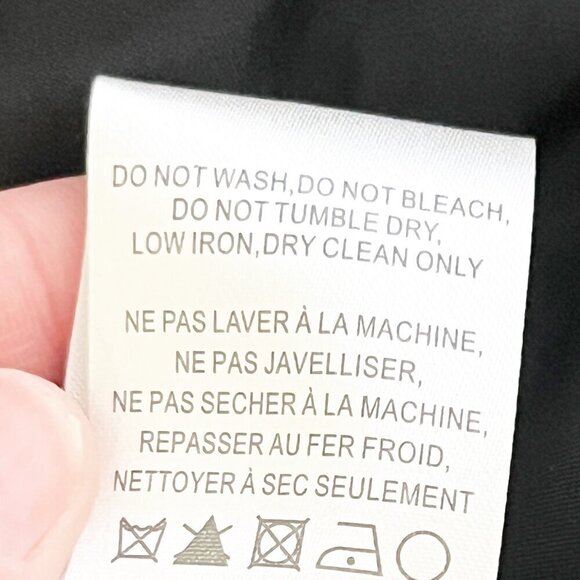 DO NOT WASH,DO NOT BLEACH,
DO NOT TUMBLE DRY,
LOW IRON,DRY CLEAN ONLY
NE PAS LAVER À LA MACHINE,
NE PAS JAVELLISER,
NE PAS SECHER À LA MACHINE,
REPASSER AU FER FROID,
NETTOYER À SEC SEULEMENT